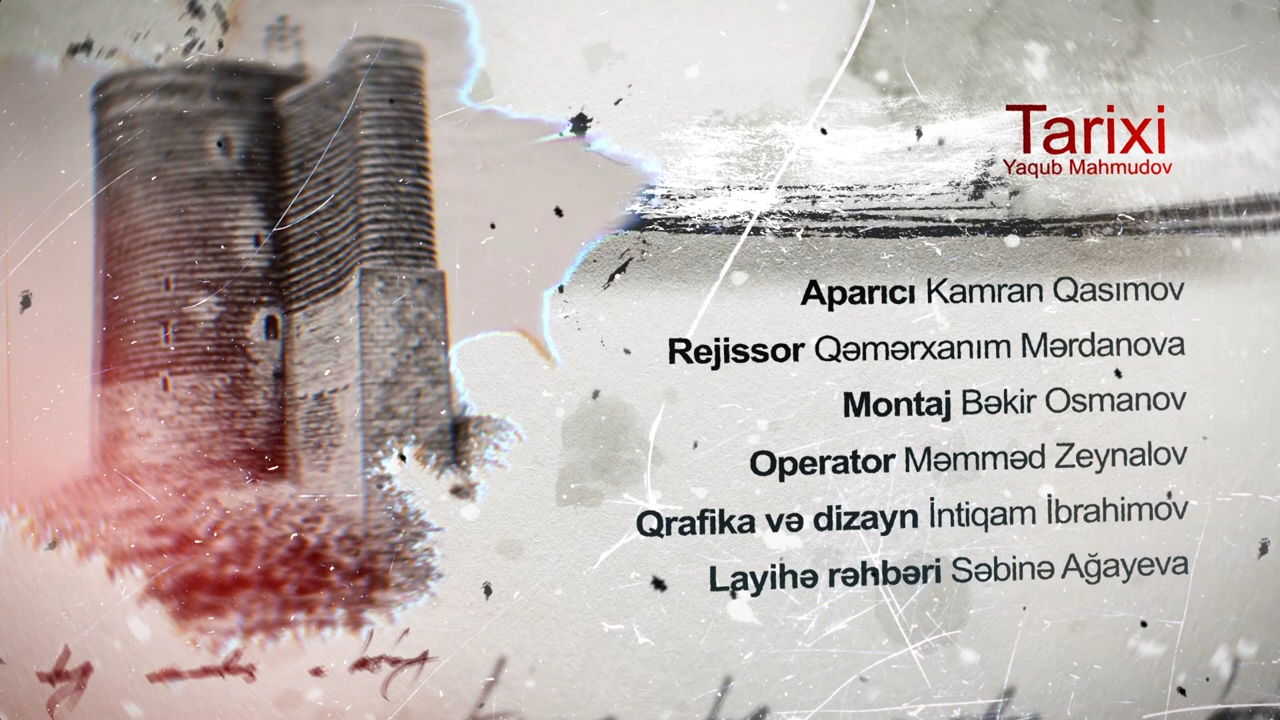 Tarixi
Yaqub Mahmudov
Aparıcı Kamran Qasımov
Rejissor Qəmərxanım Mərdanova
Montaj Bəkir Osmanov
Operator Məmməd Zeynalov
Qrafika və dizayn İntiqam İbrahimov
Layihə rəhbəri Səbinə Ağayeva